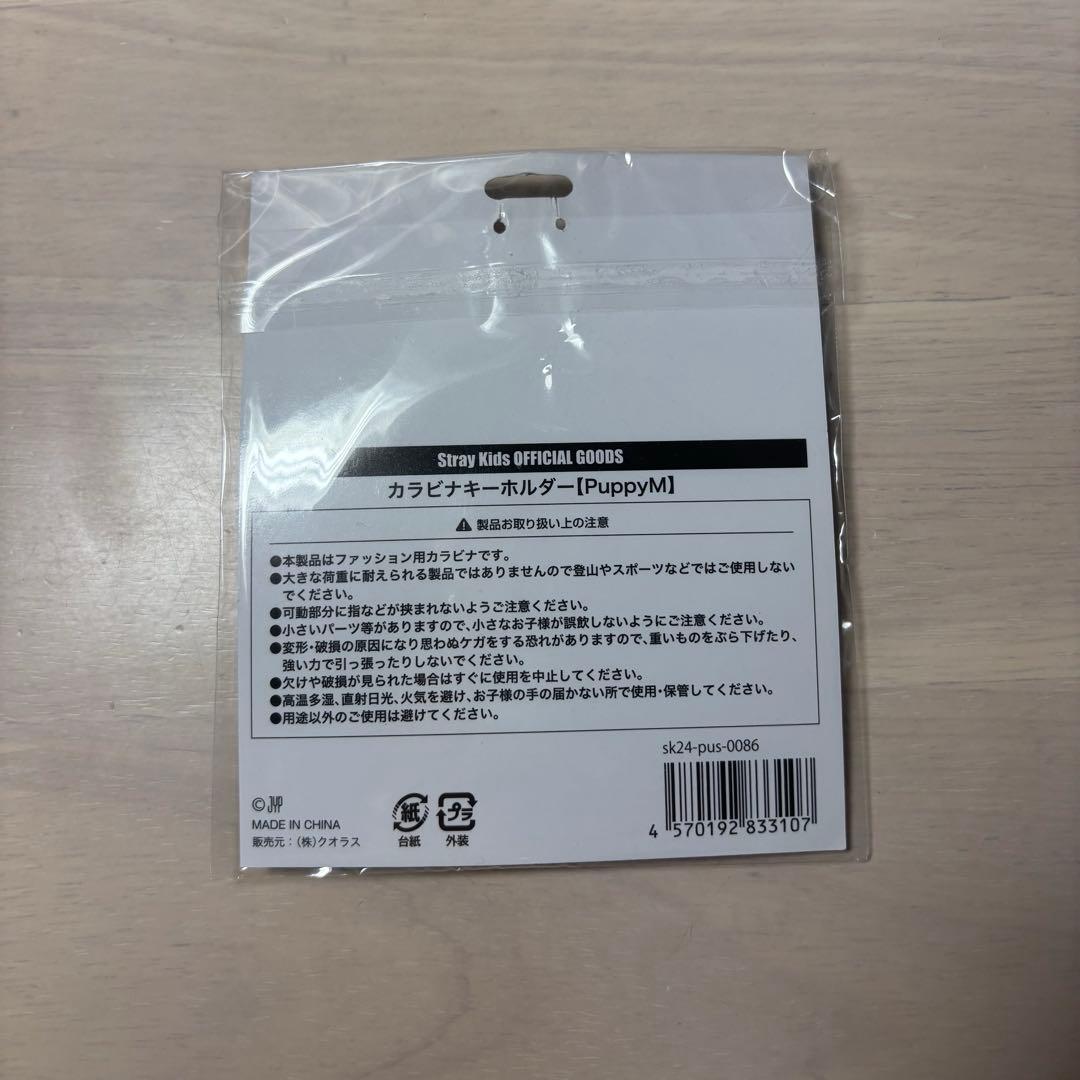 Stray Kids OFFICIAL GOODS
カラビナキーホルダー【PuppyM】
製品お取り扱い上の注意
●本製品はファッション用カラビナです。
●大きな荷重に耐えられる製品ではありませんので登山やスポーツなどではご使用しない
でください。
●可動部分に指などが挟まれないようご注意ください。
●小さいパーツ等がありますので、小さなお子様が誤飲しないようにご注意ください。
●変形・破損の原因になり思わぬケガをする恐れがありますので、重いものをぶら下げたり、
強い力で引っ張ったりしないでください。
●欠けや破損が見られた場合はすぐに使用を中止してください。
●高温多湿、直射日光、火気を避け、お子様の手の届かない所で使用・保管してください。
●用途以外のご使用は避けてください。
sk24-pus-0086
4 570192 833107
© JYP
MADE IN CHINA
販売元：（株）クオラス
紙
台紙
プラ
外装